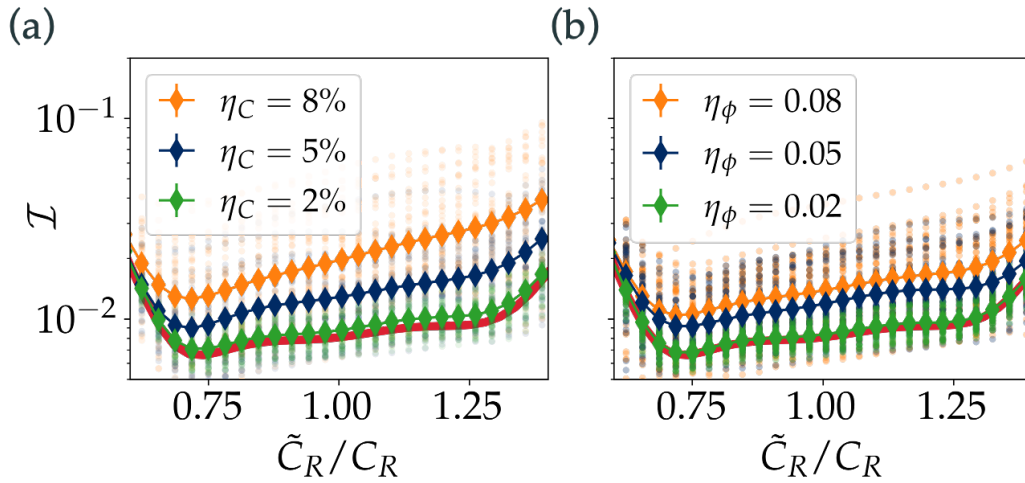 (a)
(b)
10⁻¹
10⁻²
ℐ
η_C = 8%
η_C = 5%
η_C = 2%
η_ϕ = 0.08
η_ϕ = 0.05
η_ϕ = 0.02
0.75 1.00 1.25
0.75 1.00 1.25
C̃_R/C_R
C̃_R/C_R